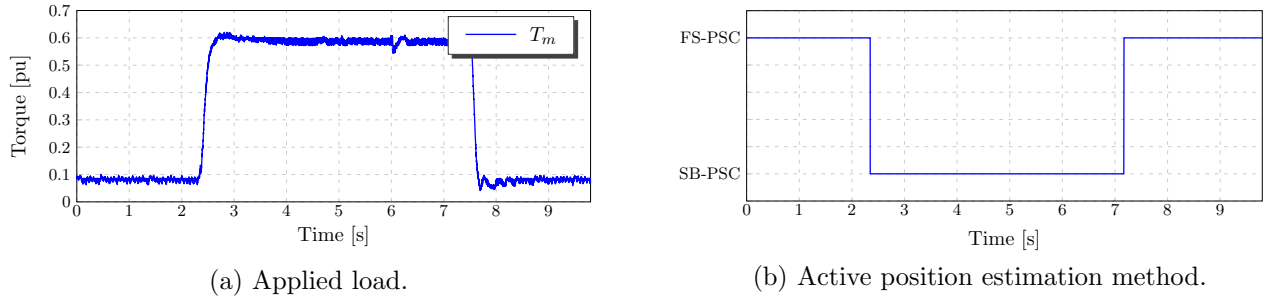 0.7
0.6
0.5
0.4
0.3
0.2
0.1
0
Torque [pu]
T_m
0 1 2 3 4 5 6 7 8 9
Time [s]
(a) Applied load.
FS-PSC
SB-PSC
0 1 2 3 4 5 6 7 8 9
Time [s]
(b) Active position estimation method.